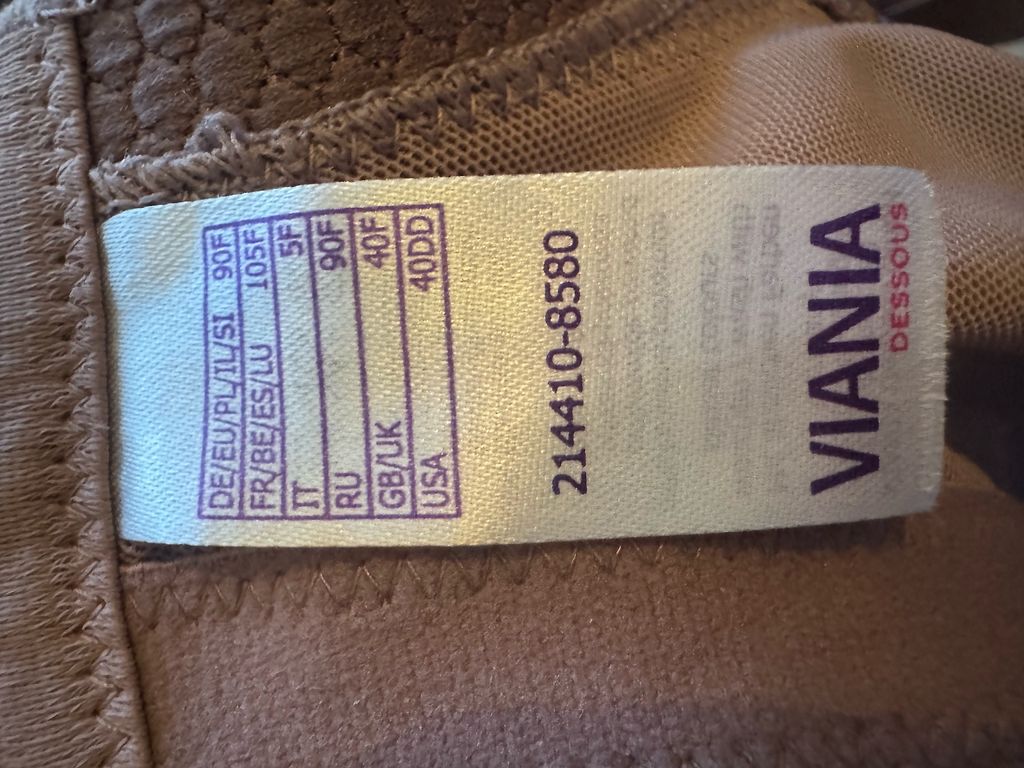 VIANIA
DESSOUS
214410-8580
DE/EU/PL/IL/SI 90F
FR/BE/ES/LU 105F
IT 5F
RU 90F
GB/UK 40F
USA 40DD